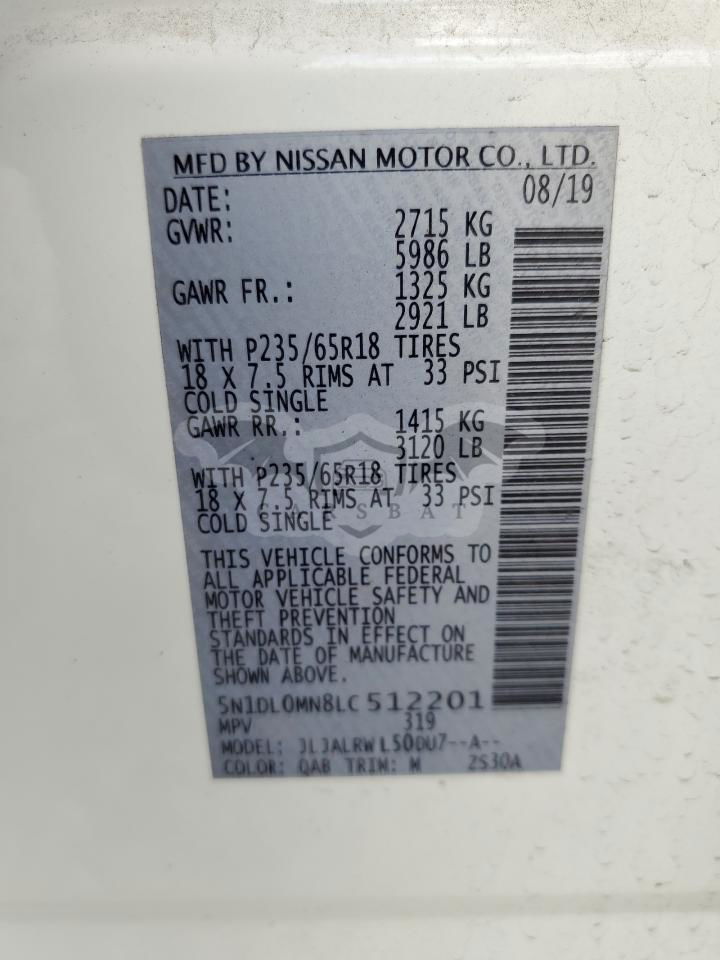 MFD BY NISSAN MOTOR CO., LTD.
DATE: 08/19
GVWR: 2715 KG
5986 LB
GAWR FR.: 1325 KG
2921 LB
WITH P235/65R18 TIRES
18 X 7.5 RIMS AT 33 PSI
COLD SINGLE
GAWR RR.: 1415 KG
3120 LB
WITH P235/65R18 TIRES
18 X 7.5 RIMS AT 33 PSI
CARSBAT
COLD SINGLE
THIS VEHICLE CONFORMS TO
ALL APPLICABLE FEDERAL
MOTOR VEHICLE SAFETY AND
THEFT PREVENTION
STANDARDS IN EFFECT ON
THE DATE OF MANUFACTURE
SHOWN ABOVE.
5N1DL0MN8LC512201
MPV 319
MODEL: JLJALRWL50DU7--A--
COLOR: QAB TRIM: M 2S30A